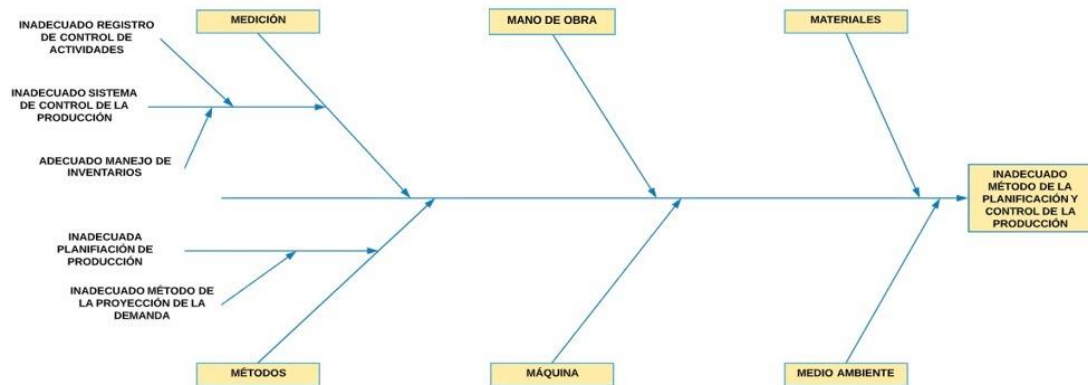 INADECUADO REGISTRO
DE CONTROL DE
ACTIVIDADES
MEDICIÓN
MANO DE OBRA
MATERIALES
INADECUADO SISTEMA
DE CONTROL DE LA
PRODUCCIÓN
ADECUADO MANEJO DE
INVENTARIOS
INADECUADO
MÉTODO DE LA
PLANIFICACIÓN Y
CONTROL DE LA
PRODUCCIÓN
INADECUADA
PLANIFIACIÓN DE
PRODUCCIÓN
INADECUADO MÉTODO DE
LA PROYECCIÓN DE LA
DEMANDA
MÉTODOS
MÁQUINA
MEDIO AMBIENTE